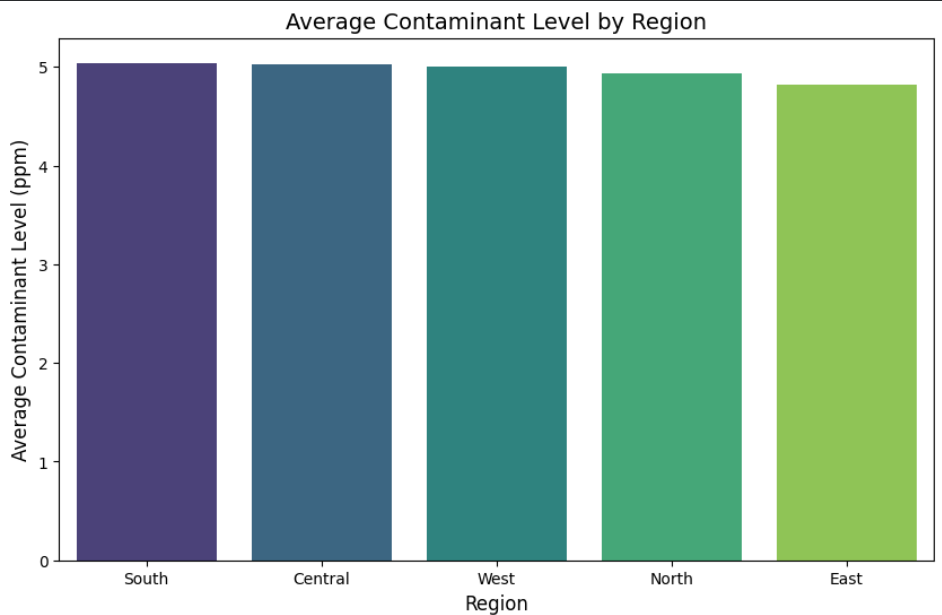 Average Contaminant Level by Region
Average Contaminant Level (ppm)
5
4
3
2
1
0
South Central West North East
Region